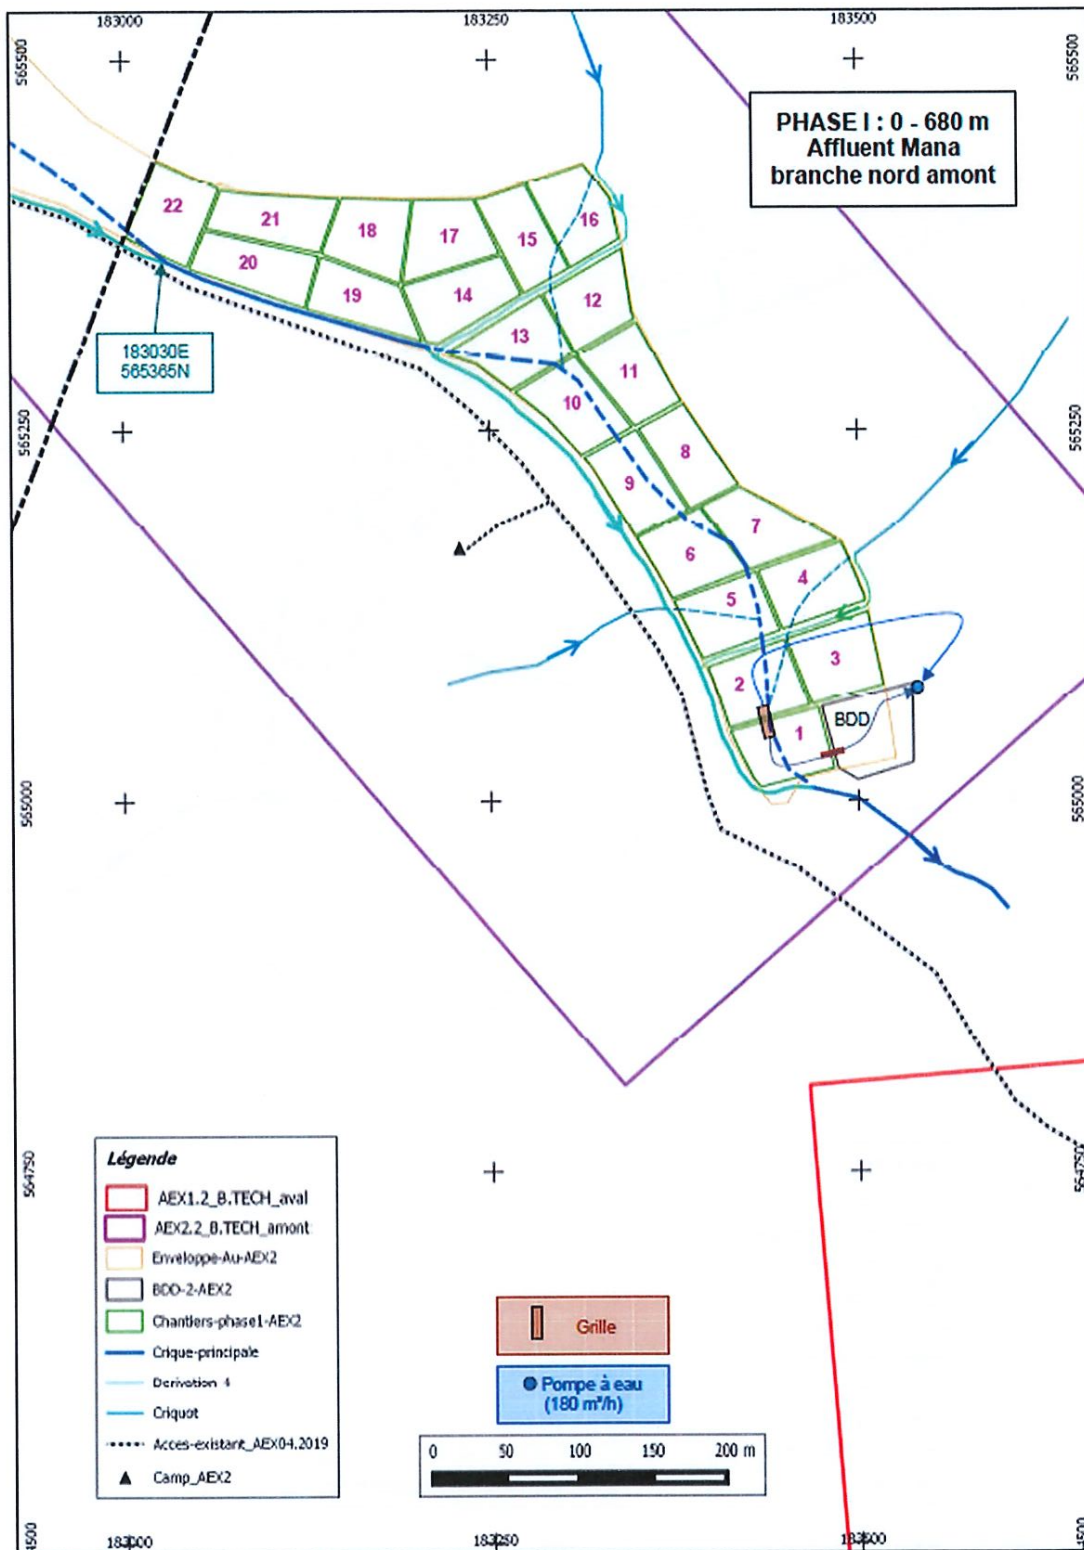 183000
183250
183500
565500
565500
PHASE I : 0 - 680 m
Affluent Mana
branche nord amont
22
21
18
17
15
16
20
19
14
12
13
183030E
565365N
11
10
565250
565250
8
9
7
6
4
5
3
2
BDD
1
565000
565000
Légende
AEX1.2_B.TECH_aval
AEX2.2_B.TECH_amont
Enveloppe-Au-AEX2
BDD-2-AEX2
Chantiers-phase1-AEX2
Crique-principale
Derivation_4
Criquot
Acces-existant_AEX04.2019
Camp_AEX2
564750
564750
Grille
Pompe à eau
(180 m³/h)
0 50 100 150 200 m
183000
183250
183500